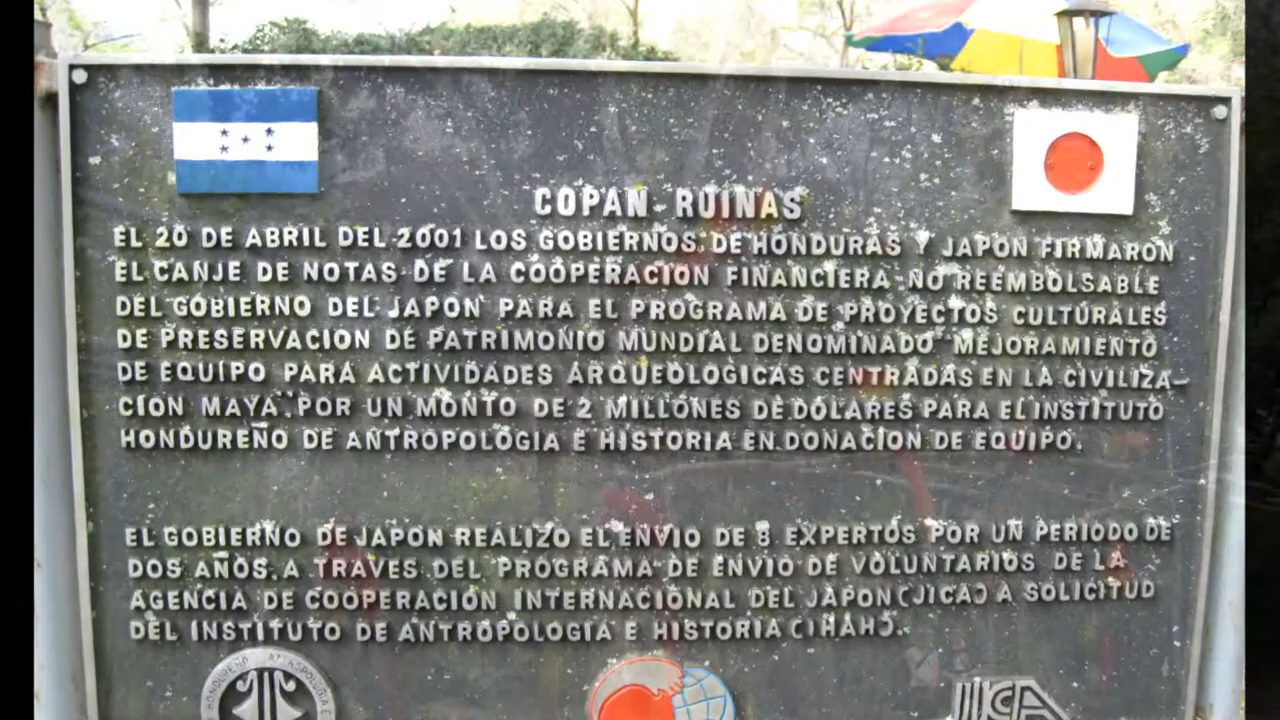 COPAN RUINAS
EL 20 DE ABRIL DEL 2001 LOS GOBIERNOS DE HONDURAS Y JAPON FIRMARON
EL CANJE DE NOTAS DE LA COOPERACION FINANCIERA NO REEMBOLSABLE
DEL GOBIERNO DEL JAPON PARA EL PROGRAMA DE PROYECTOS CULTURALES
DE PRESERVACION DE PATRIMONIO MUNDIAL DENOMINADO "MEJORAMIENTO
DE EQUIPO PARA ACTIVIDADES ARQUEOLOGICAS CENTRADAS EN LA CIVILIZA-
CION MAYA", POR UN MONTO DE 2 MILLONES DE DOLARES PARA EL INSTITUTO
HONDUREÑO DE ANTROPOLOGIA E HISTORIA EN DONACION DE EQUIPO.
EL GOBIERNO DE JAPON REALIZO EL ENVIO DE 8 EXPERTOS POR UN PERIODO DE
DOS AÑOS, A TRAVES DEL PROGRAMA DE ENVIO DE VOLUNTARIOS DE LA
AGENCIA DE COOPERACION INTERNACIONAL DEL JAPON (JICA) A SOLICITUD
DEL INSTITUTO DE ANTROPOLOGIA E HISTORIA (IHAH).
HONDUREÑO ANTROPOLOGIA E
JICA